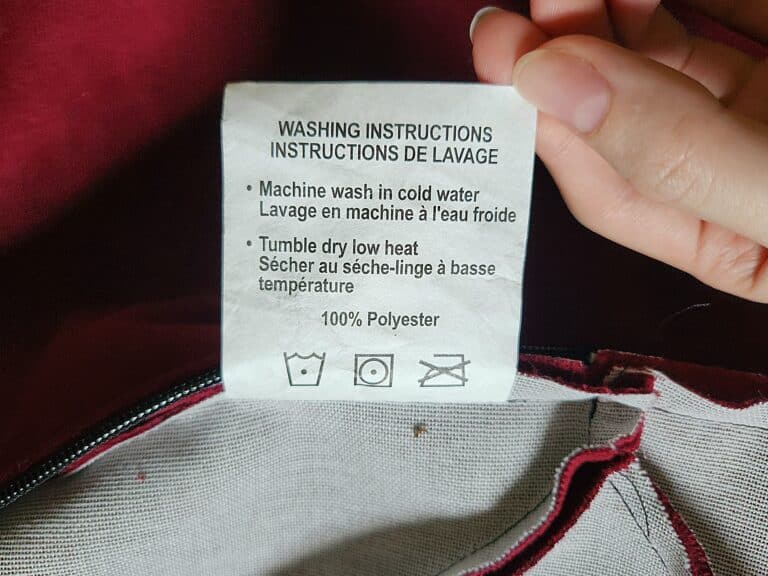 WASHING INSTRUCTIONS
INSTRUCTIONS DE LAVAGE
• Machine wash in cold water
Lavage en machine à l'eau froide
• Tumble dry low heat
Sécher au séche-linge à basse
température
100% Polyester